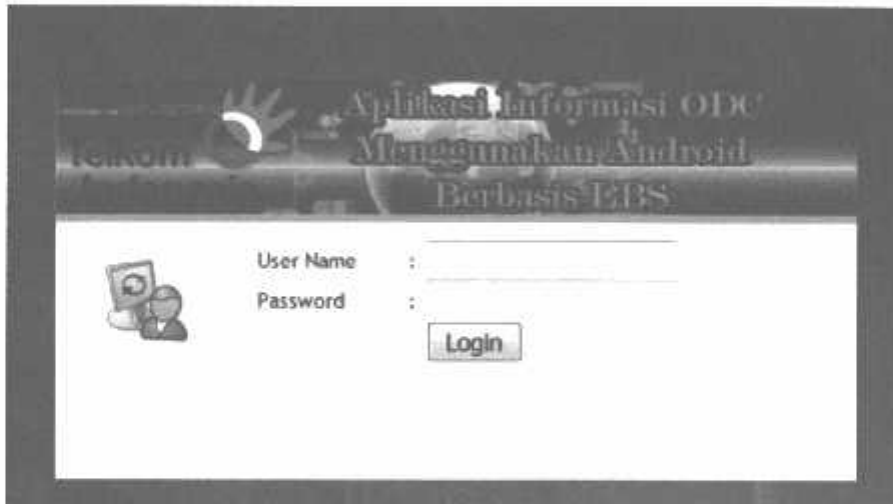 Telkom
Aplikasi Informasi ODC
Menggunakan Android
Berbasis LBS
User Name :
Password :
Login